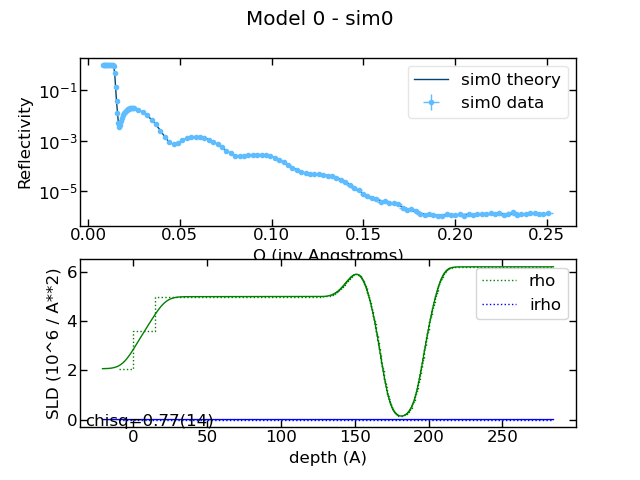 Model 0 - sim0
Reflectivity
10⁻¹
10⁻³
10⁻⁵
sim0 theory
sim0 data
0.00 0.05 0.10 0.15 0.20 0.25
Q (inv Angstroms)
SLD (10^6 / A**2)
6
4
2
0
rho
irho
chisq=0.77(14)
0 50 100 150 200 250
depth (A)